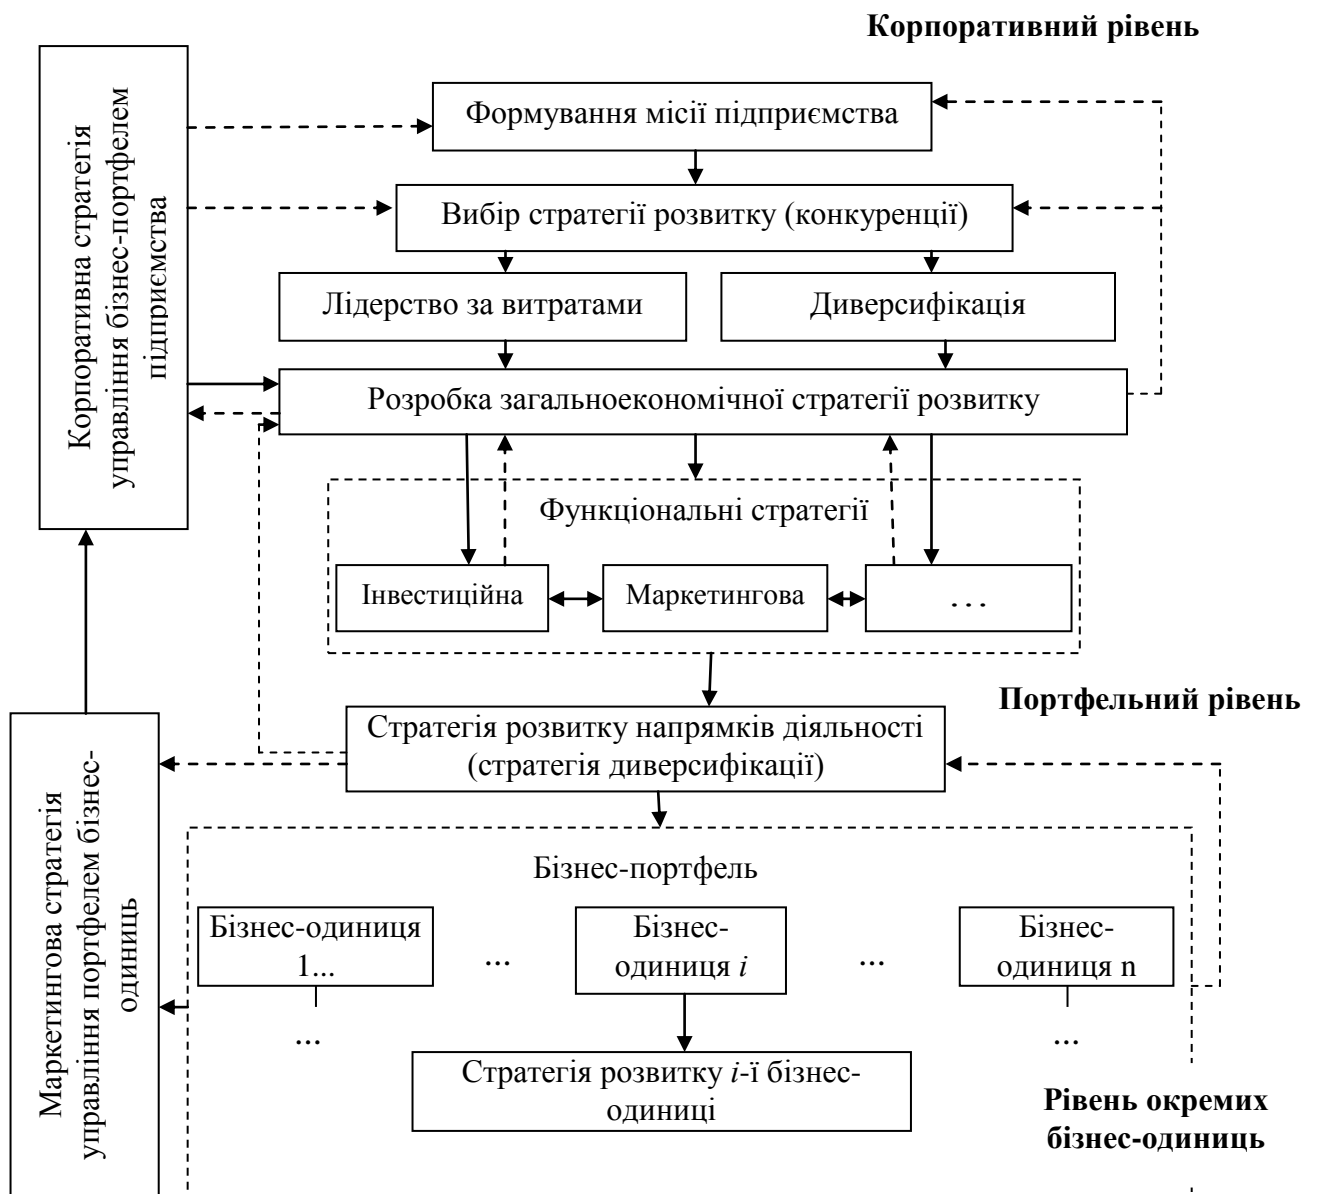 Корпоративний рівень
Корпоративна стратегія
управління бізнес-портфелем
підприємства
Формування місії підприємства
Вибір стратегії розвитку (конкуренції)
Лідерство за витратами
Диверсифікація
Розробка загальноекономічної стратегії розвитку
Функціональні стратегії
Інвестиційна
Маркетингова
...
Портфельний рівень
Маркетингова стратегія
управління портфелем бізнес-
одиниць
Стратегія розвитку напрямків діяльності
(стратегія диверсифікації)
Бізнес-портфель
Бізнес-одиниця
1...
...
Бізнес-
одиниця i
...
Бізнес-
одиниця n
...
...
Стратегія розвитку i-ї бізнес-
одиниці
Рівень окремих
бізнес-одиниць